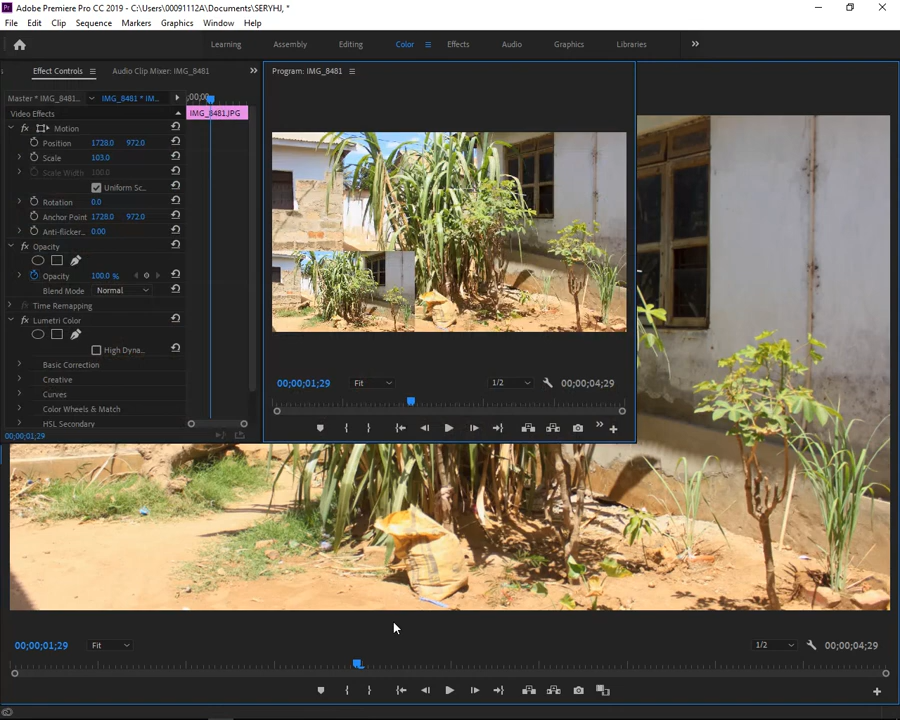 Adobe Premiere Pro CC 2019 - C:\Users\00091112A\Documents\SERYHJ, *
File Edit Clip Sequence Markers Graphics Window Help
Learning Assembly Editing Color Effects Audio Graphics Libraries
Effect Controls Audio Clip Mixer: IMG_8481 Program: IMG_8481
Master * IMG_8481... IMG_8481 * IM...
Video Effects IMG_8481.JPG
fx Motion
Position 1728.0 972.0
Scale 103.0
Scale Width 100.0
Uniform Sc...
Rotation 0.0
Anchor Point 1728.0 972.0
Anti-flicker... 0.00
fx Opacity
Opacity 100.0 %
Blend Mode Normal
Time Remapping
fx Lumetri Color
High Dyna...
Basic Correction
Creative
Curves
Color Wheels & Match
HSL Secondary
00;00;01;29
00;00;01;29 Fit 1/2 00;00;04;29
00;00;01;29 Fit 1/2 00;00;04;29